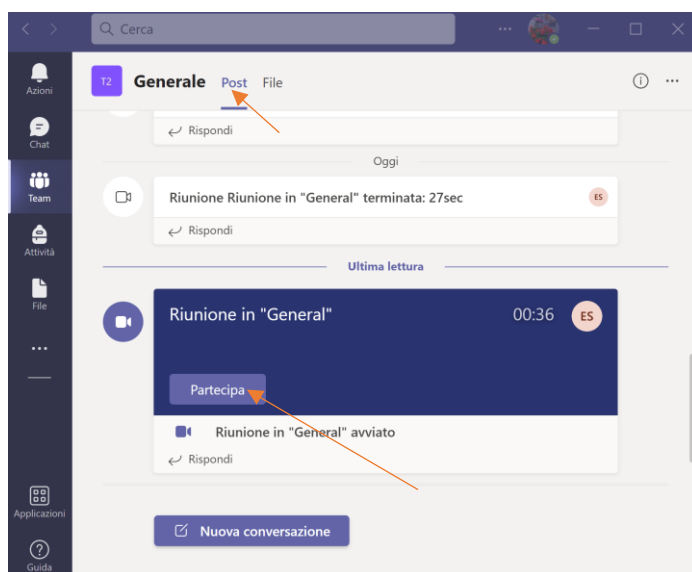 Cerca
Azioni
Chat
Team
Attività
File
Applicazioni
Guida
T2 Generale Post File
Rispondi
Oggi
Riunione Riunione in "General" terminata: 27sec ES
Rispondi
Ultima lettura
Riunione in "General" 00:36 ES
Partecipa
Riunione in "General" avviato
Rispondi
Nuova conversazione